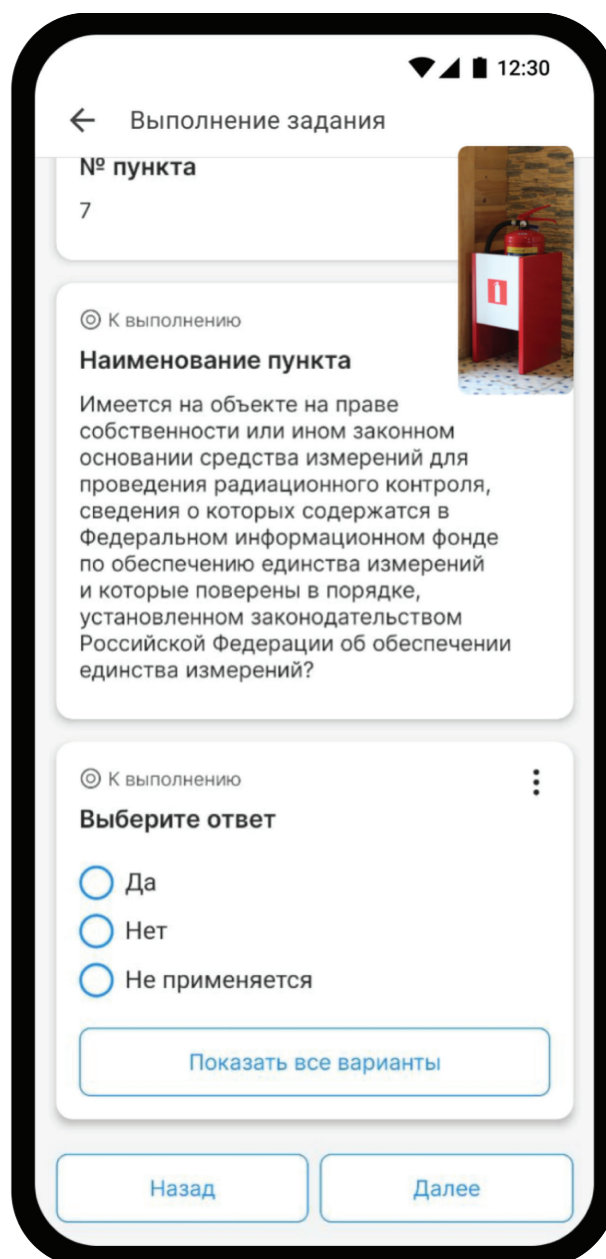 12:30
Выполнение задания
№ пункта
7
К выполнению
Наименование пункта
Имеется на объекте на праве
собственности или ином законном
основании средства измерений для
проведения радиационного контроля,
сведения о которых содержатся в
Федеральном информационном фонде
по обеспечению единства измерений
и которые поверены в порядке,
установленном законодательством
Российской Федерации об обеспечении
единства измерений?
К выполнению
Выберите ответ
Да
Нет
Не применяется
Показать все варианты
Назад
Далее